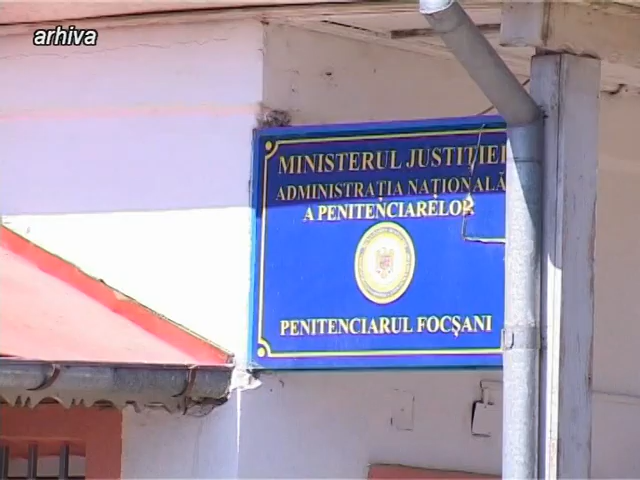 arhiva
MINISTERUL JUSTIȚIEI
ADMINISTRAȚIA NAȚIONALĂ
A PENITENCIARELOR
PENITENCIARUL FOCȘANI